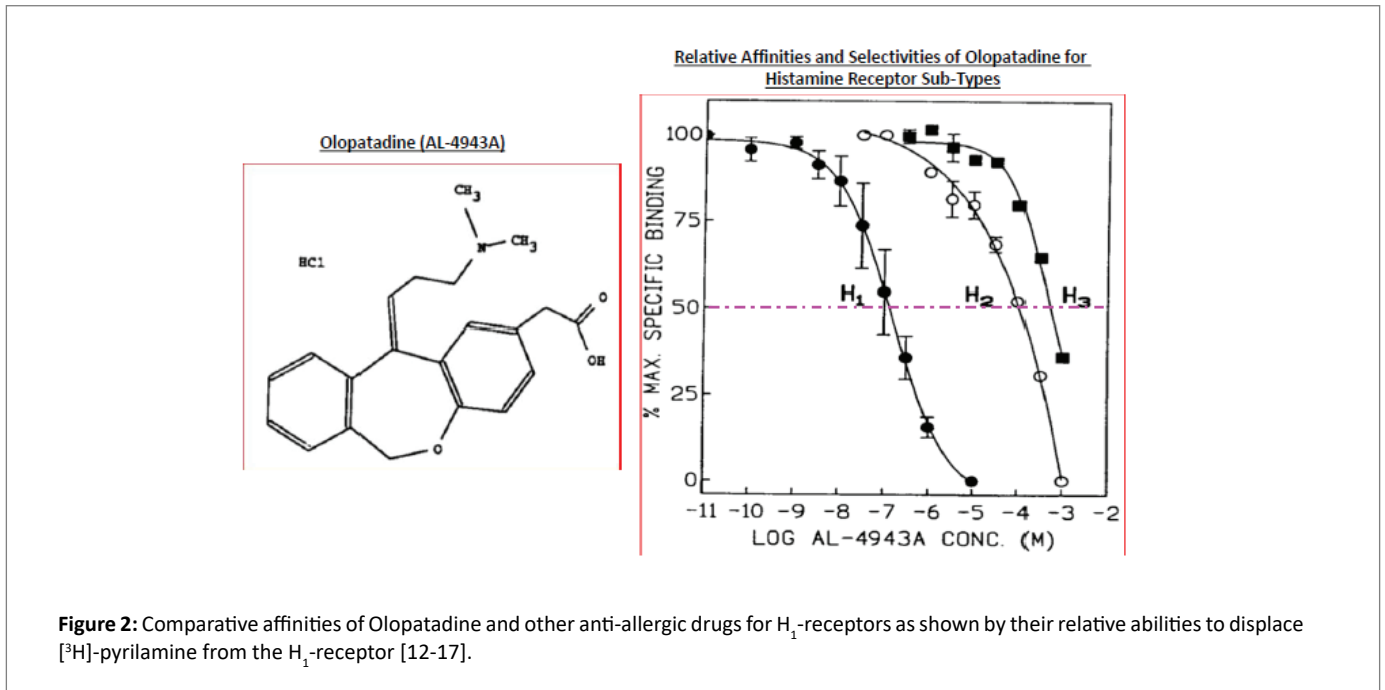 Relative Affinities and Selectivities of Olopatadine for
Histamine Receptor Sub-Types
Olopatadine (AL-4943A)
CH3
N
CH3
HCl
O
OH
O
% MAX. SPECIFIC BINDING
100
75
50
25
0
H1
H2
H3
-11 -10 -9 -8 -7 -6 -5 -4 -3 -2
LOG AL-4943A CONC. (M)
Figure 2: Comparative affinities of Olopatadine and other anti-allergic drugs for H1-receptors as shown by their relative abilities to displace
[3H]-pyrilamine from the H1-receptor [12-17].